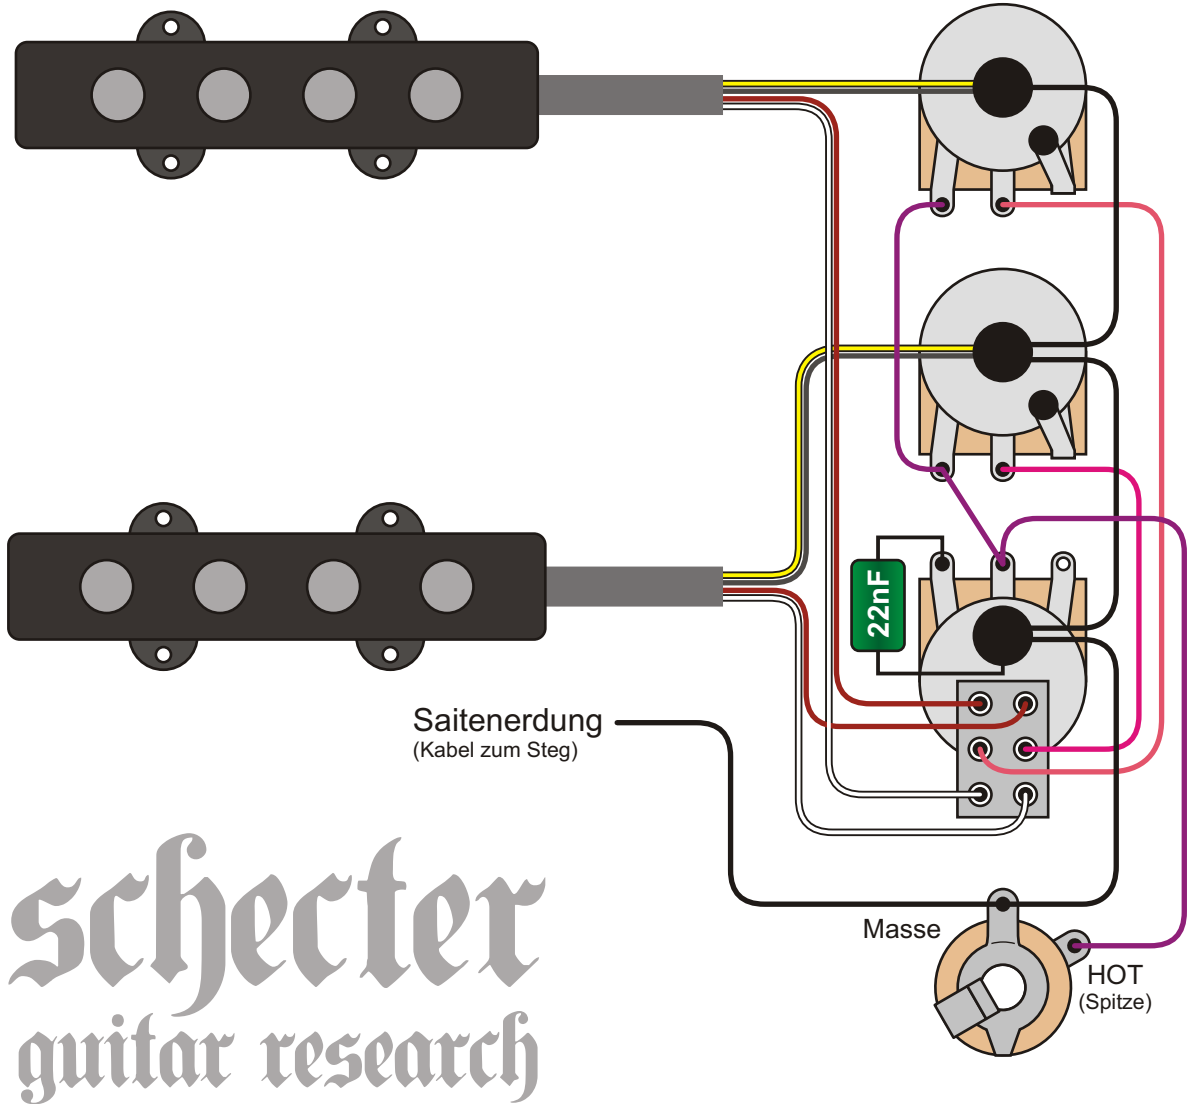 22nF
Saitenerdung
(Kabel zum Steg)
Masse
HOT
(Spitze)
schecter
guitar research